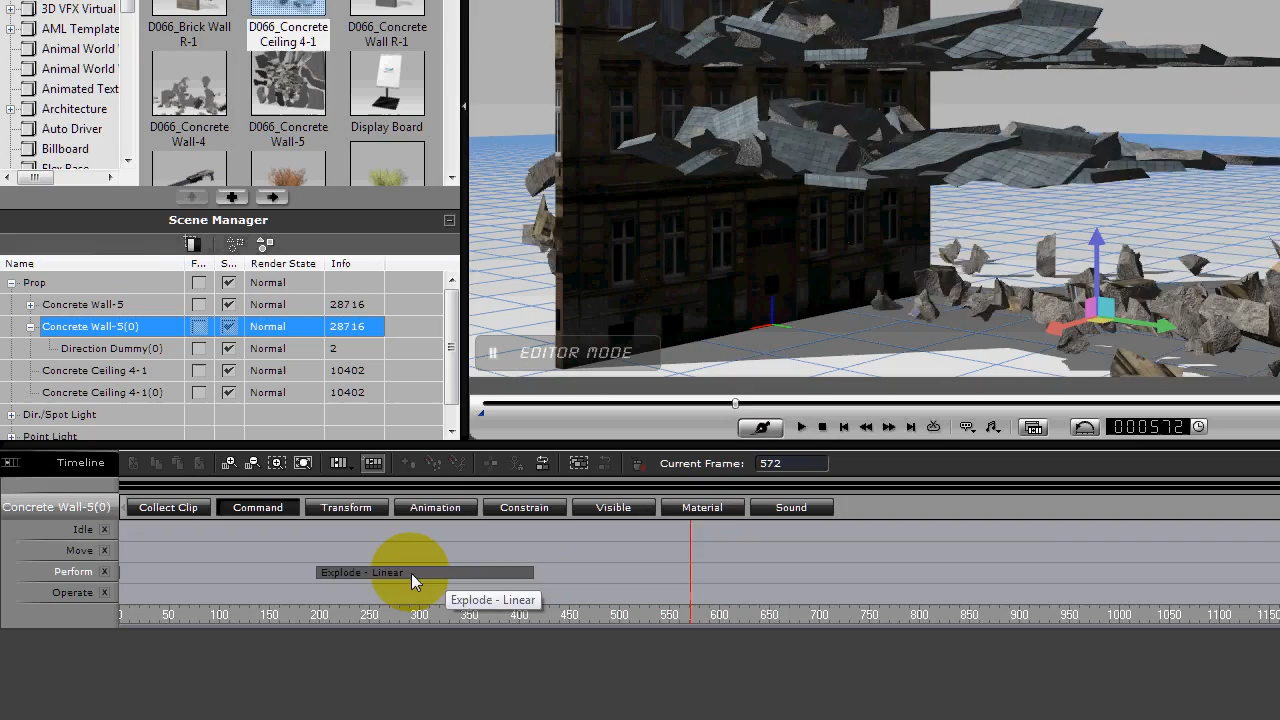 3D VFX Virtual
AML Template
Animal World
Animal World
Animated Text
Architecture
Auto Driver
Billboard
D066_Brick Wall R-1
D066_Concrete Ceiling 4-1
D066_Concrete Wall R-1
D066_Concrete Wall-4
D066_Concrete Wall-5
Display Board
Scene Manager
Name F... S... Render State Info
Prop Normal
Concrete Wall-5 Normal 28716
Concrete Wall-5(0) Normal 28716
Direction Dummy(0) Normal 2
Concrete Ceiling 4-1 Normal 10402
Concrete Ceiling 4-1(0) Normal 10402
Dir./Spot Light
Point Light
EDITOR MODE
000572
Timeline
Current Frame: 572
Concrete Wall-5(0) Collect Clip Command Transform Animation Constrain Visible Material Sound
Idle x
Move x
Perform x Explode - Linear
Operate x
Explode - Linear
0 50 100 150 200 250 300 350 400 450 500 550 600 650 700 750 800 850 900 950 1000 1050 1100